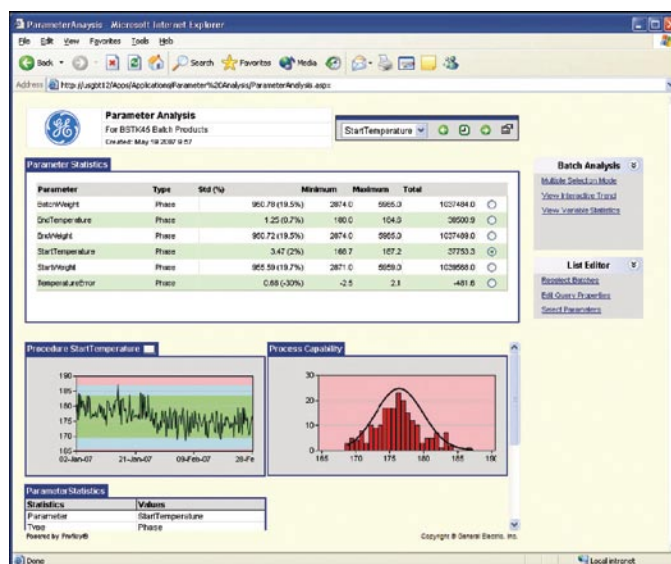 ParameterAnaysis - Microsoft Internet Explorer
File Edit View Favorites Tools Help
Back Search Favorites Media
Address http://usgbt12/Apps/Applications/Parameter%20Analysis/ParameterAnalysis.aspx
Parameter Analysis
For BSTK45 Batch Products
Created: May 19 2007 9:57
StartTemperature
Parameter Statistics
Parameter Type Std (%) Minimum Maximum Total
BatchWeight Phase 960.78 (19.5%) 2874.0 5965.0 1037484.0
EndTemperature Phase 1.25 (0.7%) 180.0 184.0 38500.9
EndWeight Phase 960.72 (19.5%) 2874.0 5965.0 1037489.0
StartTemperature Phase 3.47 (2%) 168.7 187.2 37753.3
StartWeight Phase 955.59 (19.7%) 2871.0 5959.0 1039568.0
TemperatureError Phase 0.68 (-30%) -2.5 2.1 -481.6
Batch Analysis
Multiple Selection Mode
View Interactive Trend
View Variable Statistics
List Editor
Reselect Batches
Edit Query Properties
Select Parameters
Procedure StartTemperature
190
185
180
175
170
165
02-Jan-07 21-Jan-07 09-Feb-07 28-Fe
Process Capability
30
20
10
0
165 170 175 180 185 190
ParameterStatistics
Statistics Values
Parameter StartTemperature
Type Phase
Powered by Proficy® Copyright © General Electric, Inc.
Done Local intranet